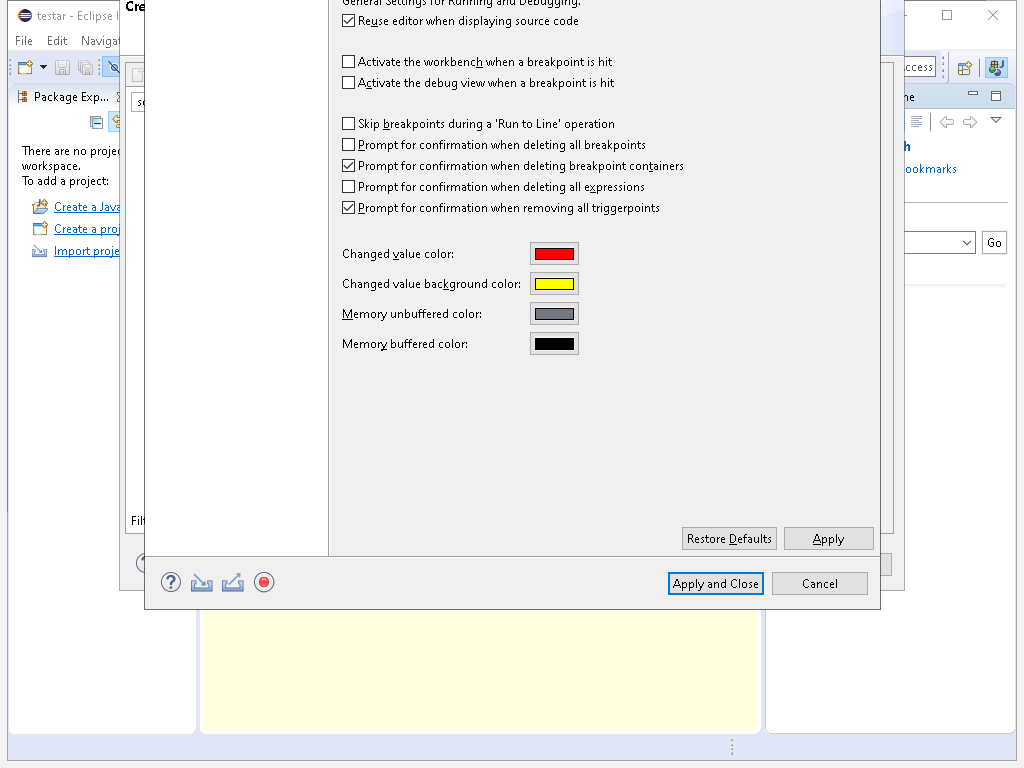 testar - Eclipse I
Cre
File Edit Navigat
ccess
Package Exp...
ne
There are no projec
workspace.
To add a project:
Create a Java
Create a proj
Import proje
General Settings for Running and Debugging.
Reuse editor when displaying source code
Activate the workbench when a breakpoint is hit
Activate the debug view when a breakpoint is hit
Skip breakpoints during a 'Run to Line' operation
Prompt for confirmation when deleting all breakpoints
Prompt for confirmation when deleting breakpoint containers
Prompt for confirmation when deleting all expressions
Prompt for confirmation when removing all triggerpoints
Changed value color:
Changed value background color:
Memory unbuffered color:
Memory buffered color:
h
ookmarks
Go
Filt
Restore Defaults Apply
Apply and Close Cancel